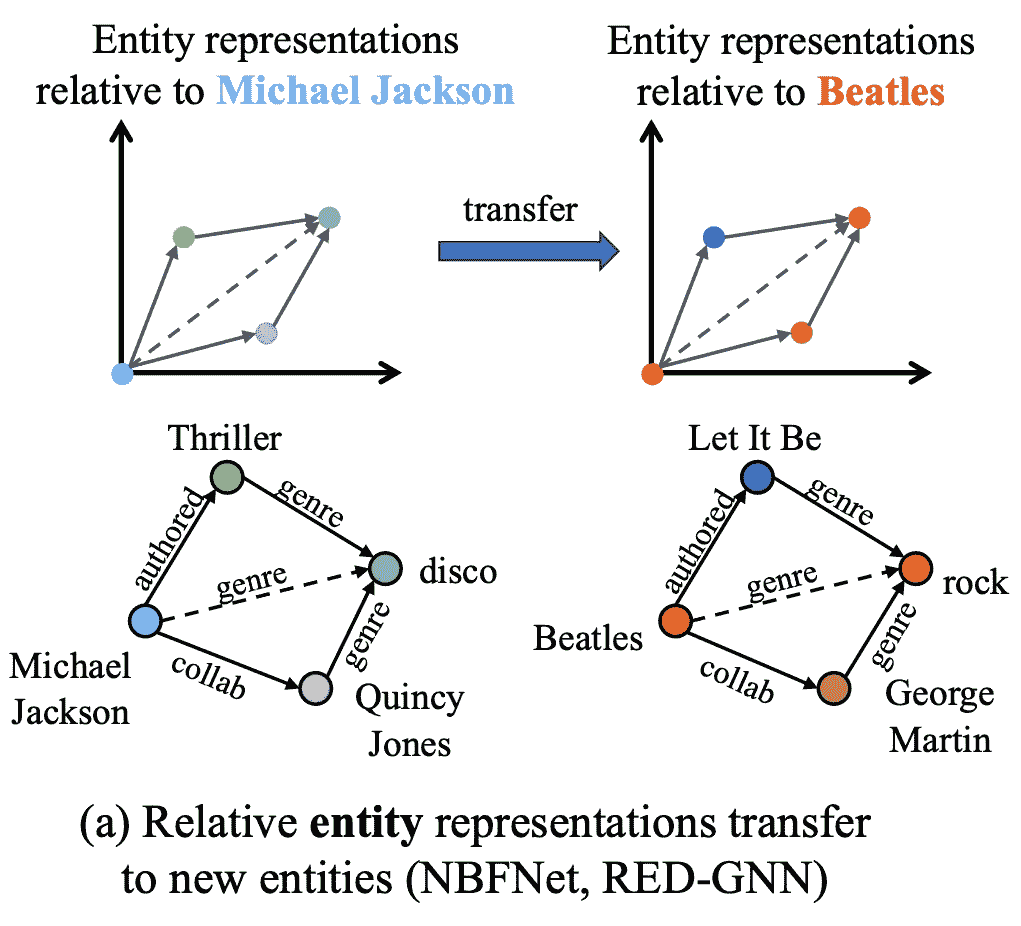 Entity representations
relative to Michael Jackson
Entity representations
relative to Beatles
transfer
Thriller
authored
genre
genre
disco
Michael
Jackson
collab
genre
Quincy
Jones
Let It Be
authored
genre
genre
rock
Beatles
collab
genre
George
Martin
(a) Relative entity representations transfer
to new entities (NBFNet, RED-GNN)